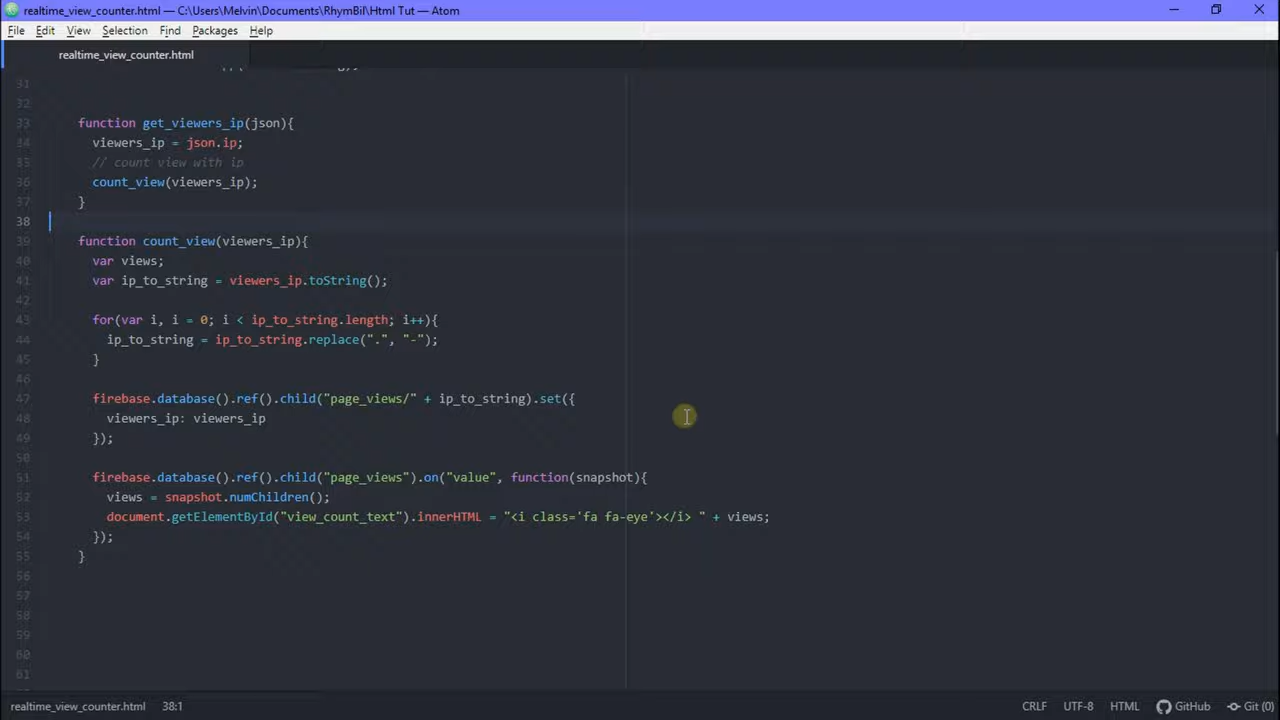 realtime_view_counter.html — C:\Users\Melvin\Documents\RhymBil\Html Tut — Atom
File Edit View Selection Find Packages Help
realtime_view_counter.html
31
32
33 function get_viewers_ip(json){
34 viewers_ip = json.ip;
35 // count view with ip
36 count_view(viewers_ip);
37 }
38
39 function count_view(viewers_ip){
40 var views;
41 var ip_to_string = viewers_ip.toString();
42
43 for(var i, i = 0; i < ip_to_string.length; i++){
44 ip_to_string = ip_to_string.replace(".", "-");
45 }
46
47 firebase.database().ref().child("page_views/" + ip_to_string).set({
48 viewers_ip: viewers_ip
49 });
50
51 firebase.database().ref().child("page_views").on("value", function(snapshot){
52 views = snapshot.numChildren();
53 document.getElementById("view_count_text").innerHTML = "<i class='fa fa-eye'></i> " + views;
54 });
55 }
56
57
58
59
60
61
realtime_view_counter.html 38:1 CRLF UTF-8 HTML GitHub Git (0)